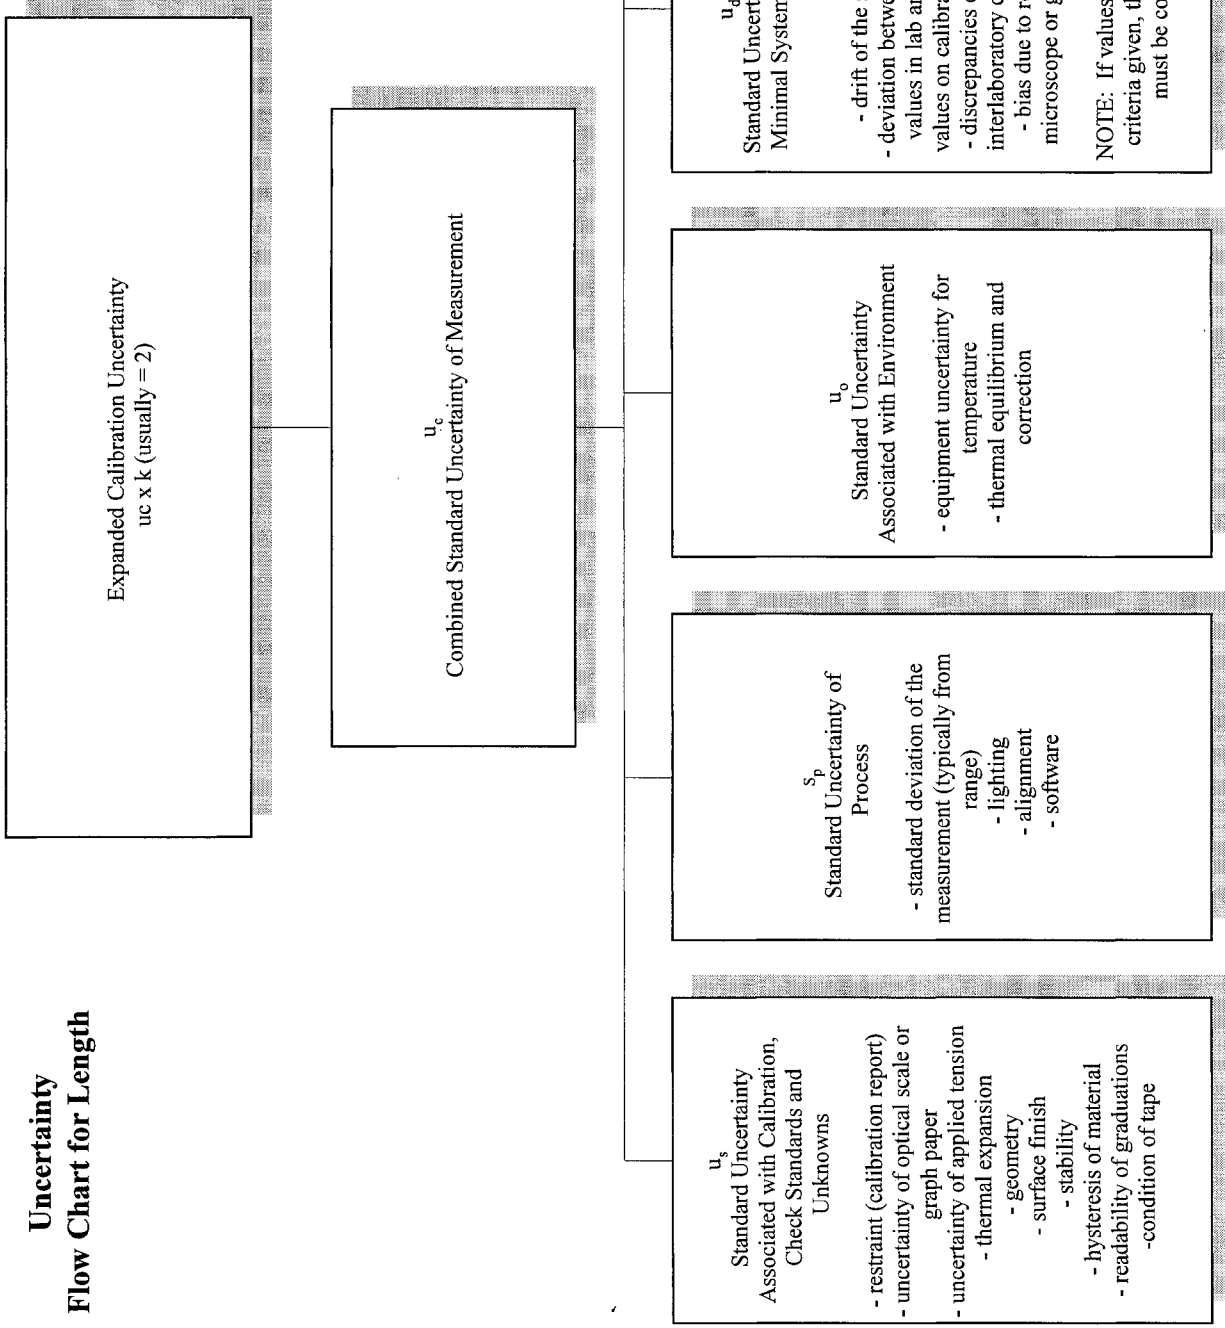 Uncertainty
Flow Chart for Length
Expanded Calibration Uncertainty
uc x k (usually = 2)
u_c
Combined Standard Uncertainty of Measurement
u_s
Standard Uncertainty
Associated with Calibration,
Check Standards and
Unknowns
- restraint (calibration report)
- uncertainty of optical scale or
graph paper
- uncertainty of applied tension
- thermal expansion
- geometry
- surface finish
- stability
- hysteresis of material
- readability of graduations
-condition of tape
s_p
Standard Uncertainty of
Process
- standard deviation of the
measurement (typically from
range)
- lighting
- alignment
- software
u_o
Standard Uncertainty
Associated with Environment
- equipment uncertainty for
temperature
- thermal equilibrium and
correction
u_d
Standard Uncert
Minimal System
- drift of the
- deviation betwe
values in lab an
values on calibra
- discrepancies
interlaboratory
- bias due to
microscope or
NOTE: If values
criteria given, th
must be co